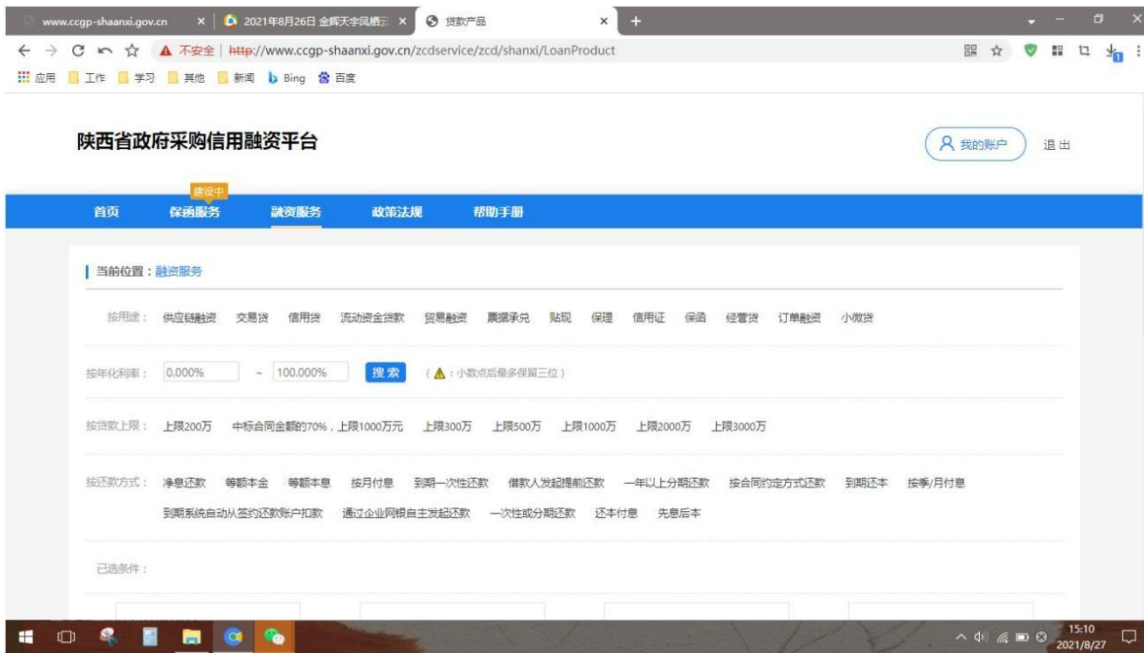 www.ccgp-shaanxi.gov.cn × 2021年8月26日 金辉天宇凤栖云 × 贷款产品 × +
不安全 | http://www.ccgp-shaanxi.gov.cn/zcdservice/zcd/shanxi/LoanProduct
应用 工作 学习 其他 新闻 Bing 百度
陕西省政府采购信用融资平台 我的账户 退出
建设中
首页 保函服务 融资服务 政策法规 帮助手册
当前位置：融资服务
按用途： 供应链融资 交易贷 信用贷 流动资金贷款 贸易融资 票据承兑 贴现 保理 信用证 保函 经营贷 订单融资 小微贷
按年化利率： 0.000% ~ 100.000% 搜索 （ ：小数点后最多保留三位）
按贷款上限： 上限200万 中标合同金额的70%，上限1000万元 上限300万 上限500万 上限1000万 上限2000万 上限3000万
按还款方式： 净息还款 等额本金 等额本息 按月付息 到期一次性还款 借款人发起提前还款 一年以上分期还款 按合同约定方式还款 到期还本 按季/月付息
到期系统自动从签约还款账户扣款 通过企业网银自主发起还款 一次性或分期还款 还本付息 先息后本
已选条件：
15:10
2021/8/27